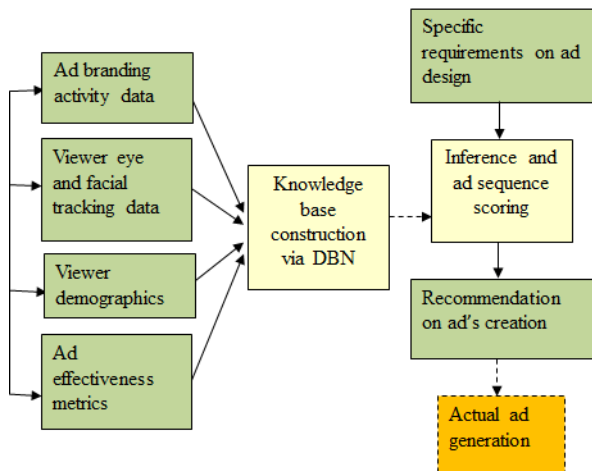 Ad branding
activity data
Viewer eye
and facial
tracking data
Viewer
demographics
Ad
effectiveness
metrics
Knowledge
base
construction
via DBN
Specific
requirements on ad
design
Inference and
ad sequence
scoring
Recommendation
on ad's creation
Actual ad
generation